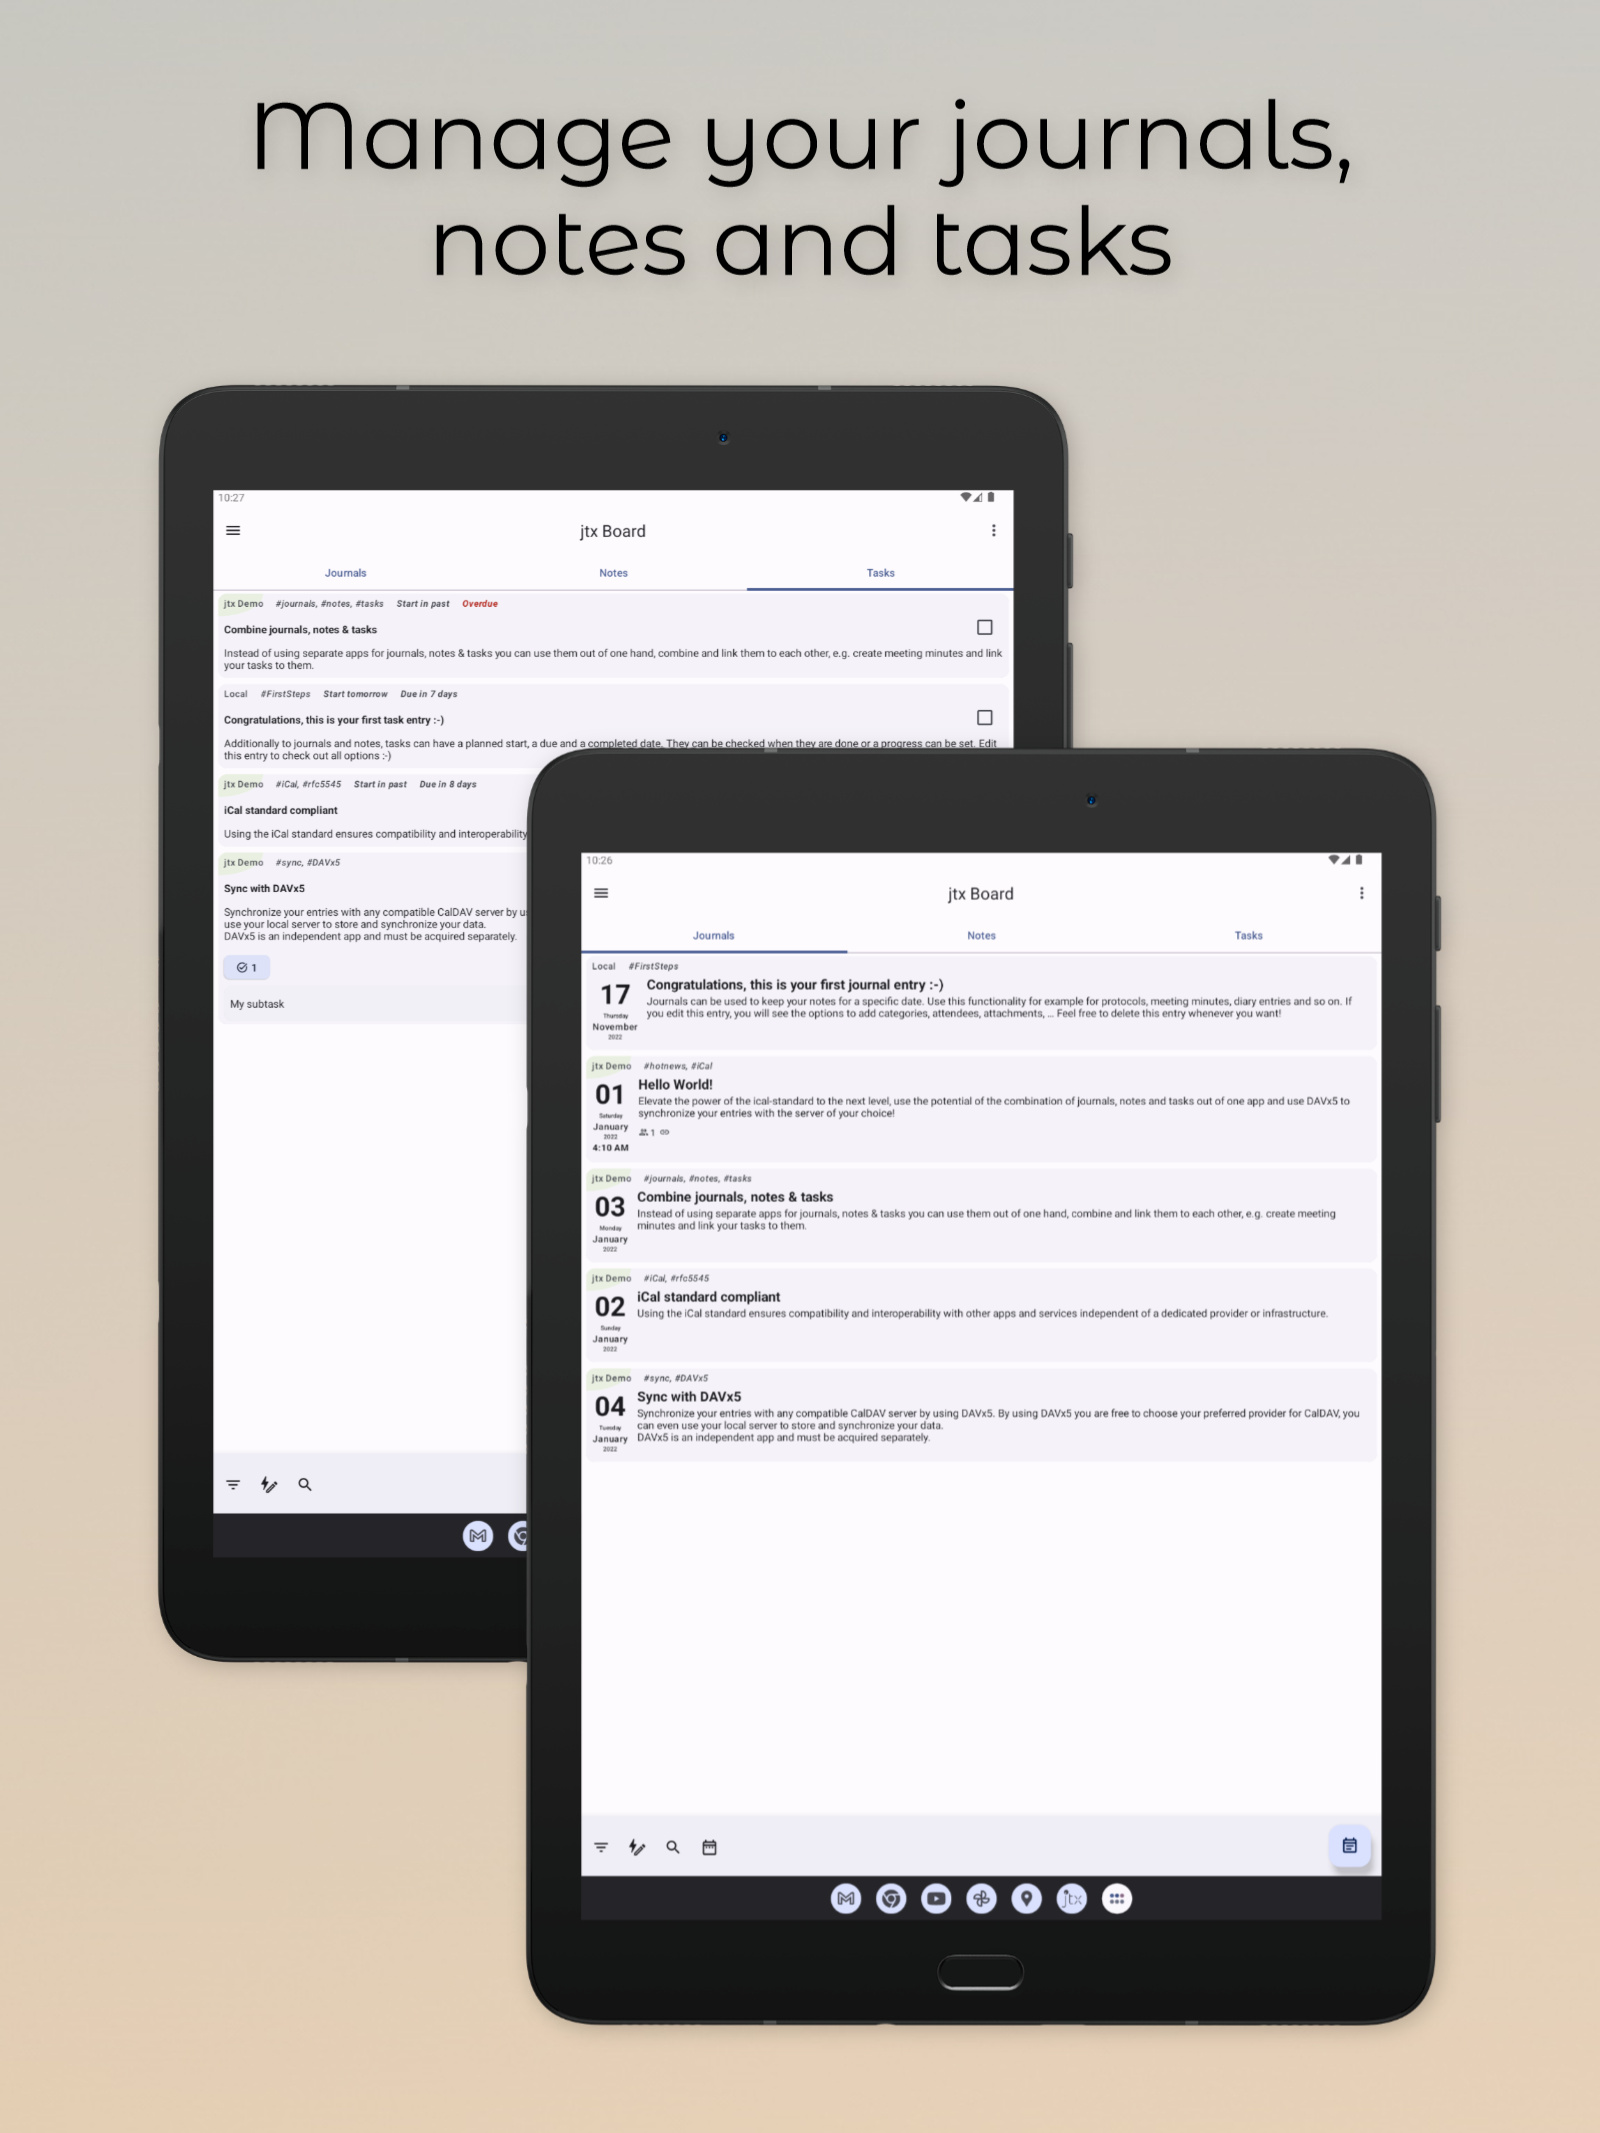 Manage your journals,
notes and tasks
10:27
jtx Board
Journals Notes Tasks
jtx Demo #journals, #notes, #tasks Start in past Overdue
Combine journals, notes & tasks
Instead of using separate apps for journals, notes & tasks you can use them out of one hand, combine and link them to each other, e.g. create meeting minutes and link
your tasks to them.
Local #FirstSteps Start tomorrow Due in 7 days
Congratulations, this is your first task entry :-)
Additionally to journals and notes, tasks can have a planned start, a due and a completed date. They can be checked when they are done or a progress can be set. Edit
this entry to check out all options :-)
jtx Demo #iCal, #rfc5545 Start in past Due in 8 days
iCal standard compliant
Using the iCal standard ensures compatibility and interoperability
jtx Demo #sync, #DAVx5
Sync with DAVx5
Synchronize your entries with any compatible CalDAV server by
use your local server to store and synchronize your data.
DAVx5 is an independent app and must be acquired separately.
1
My subtask
10:26
jtx Board
Journals Notes Tasks
Local #FirstSteps
17
Thursday
November
2022
Congratulations, this is your first journal entry :-)
Journals can be used to keep your notes for a specific date. Use this functionality for example for protocols, meeting minutes, diary entries and so on. If
you edit this entry, you will see the options to add categories, attendees, attachments, ... Feel free to delete this entry whenever you want!
jtx Demo #hotnews, #iCal
01
Saturday
January
2022
4:10 AM
Hello World!
Elevate the power of the ical-standard to the next level, use the potential of the combination of journals, notes and tasks out of one app and use DAVx5 to
synchronize your entries with the server of your choice!
1
jtx Demo #journals, #notes, #tasks
03
Monday
January
2022
Combine journals, notes & tasks
Instead of using separate apps for journals, notes & tasks you can use them out of one hand, combine and link them to each other, e.g. create meeting
minutes and link your tasks to them.
jtx Demo #iCal, #rfc5545
02
Sunday
January
2022
iCal standard compliant
Using the iCal standard ensures compatibility and interoperability with other apps and services independent of a dedicated provider or infrastructure.
jtx Demo #sync, #DAVx5
04
Tuesday
January
2022
Sync with DAVx5
Synchronize your entries with any compatible CalDAV server by using DAVx5. By using DAVx5 you are free to choose your preferred provider for CalDAV, you
can even use your local server to store and synchronize your data.
DAVx5 is an independent app and must be acquired separately.
jtx